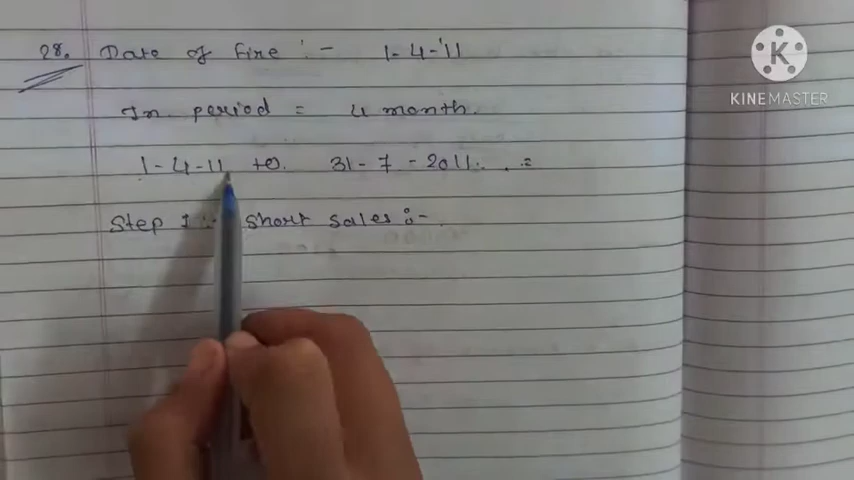 28. Date of fire :- 1-4-'11
In period = 4 month.
1-4-11 to. 31-7-2011. . =
Step 1 :- Short sales :-
K
KINEMASTER